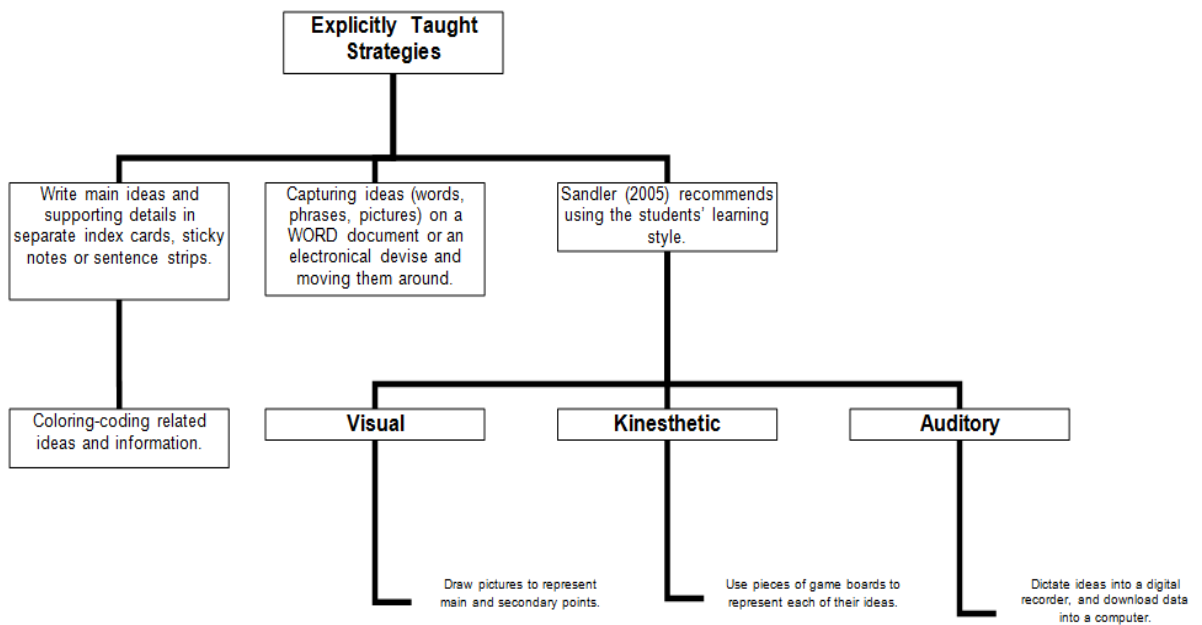 Explicitly Taught
Strategies
Write main ideas and
supporting details in
separate index cards, sticky
notes or sentence strips.
Capturing ideas (words,
phrases, pictures) on a
WORD document or an
electronical devise and
moving them around.
Sandler (2005) recommends
using the students' learning
style.
Coloring-coding related
ideas and information.
Visual
Kinesthetic
Auditory
Draw pictures to represent
main and secondary points.
Use pieces of game boards to
represent each of their ideas.
Dictate ideas into a digital
recorder, and download data
into a computer.